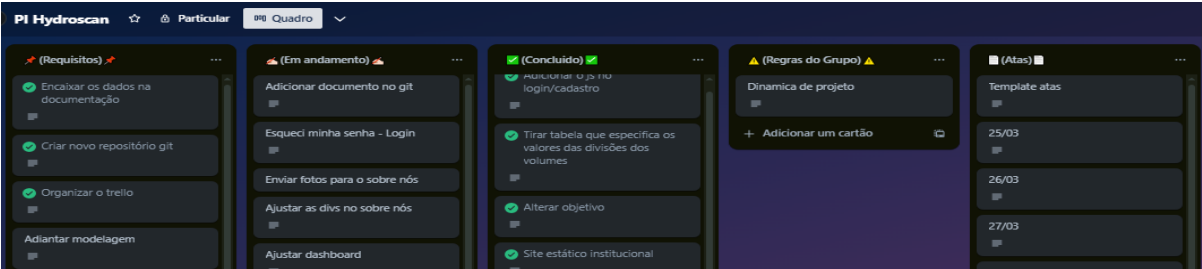 PI Hydroscan
Particular
Quadro
(Requisitos)
Encaixar os dados na
documentação
Criar novo repositório git
Organizar o trello
Adiantar modelagem
(Em andamento)
Adicionar documento no git
Esqueci minha senha - Login
Enviar fotos para o sobre nós
Ajustar as divs no sobre nós
Ajustar dashboard
(Concluido)
Adicionar o js no
login/cadastro
Tirar tabela que especifica os
valores das divisões dos
volumes
Alterar objetivo
Site estático institucional
(Regras do Grupo)
Dinamica de projeto
+ Adicionar um cartão
(Atas)
Template atas
25/03
26/03
27/03